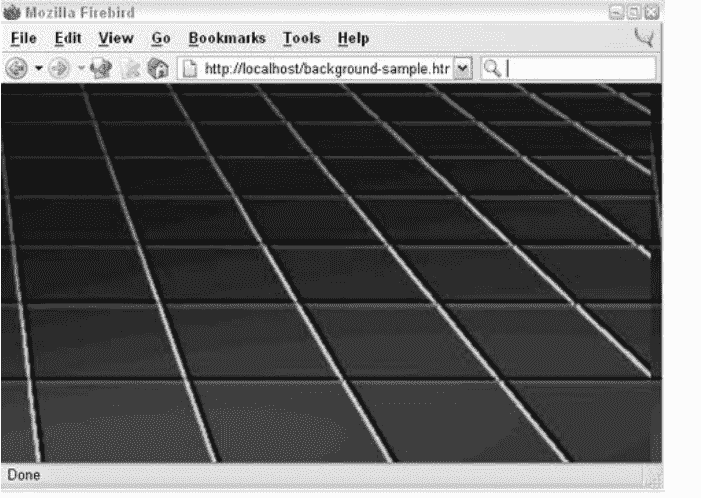 Mozilla Firebird
File Edit View Go Bookmarks Tools Help
http://localhost/background-sample.htr
Done